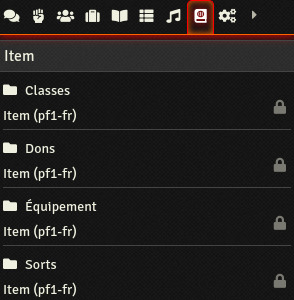 Item
Classes
Item (pf1-fr)
Dons
Item (pf1-fr)
Équipement
Item (pf1-fr)
Sorts
Item (pf1-fr)